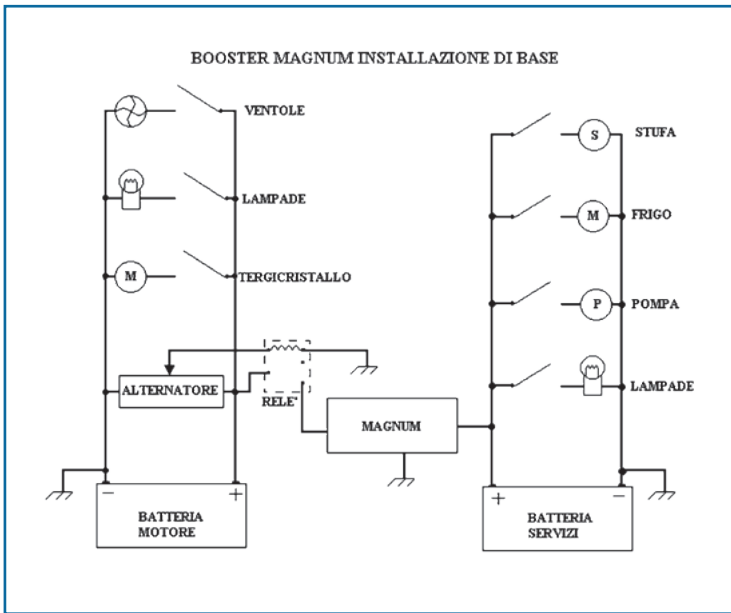 BOOSTER MAGNUM INSTALLAZIONE DI BASE
VENTOLE
LAMPADE
M
TERGICRISTALLO
ALTERNATORE
RELE'
MAGNUM
- +
BATTERIA
MOTORE
S
STUFA
M
FRIGO
P
POMPA
LAMPADE
+ -
BATTERIA
SERVIZI